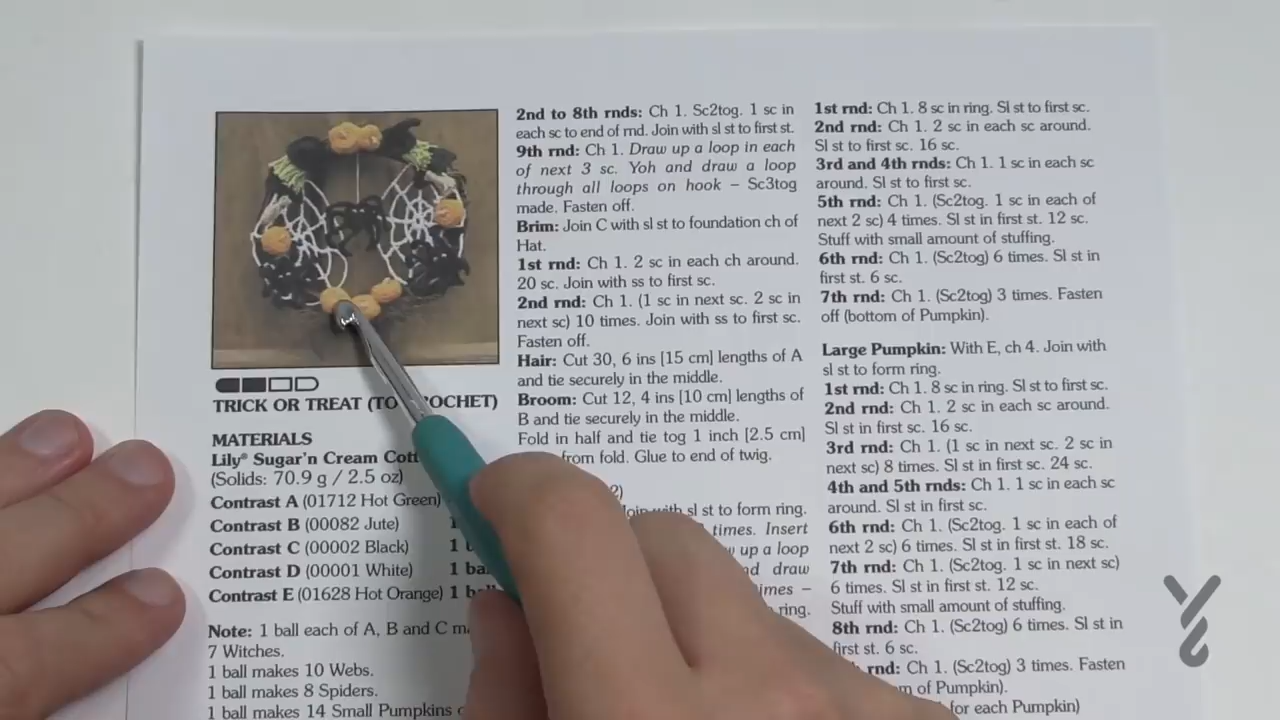 TRICK OR TREAT (TO CROCHET)
MATERIALS
Lily® Sugar'n Cream
(Solids: 70.9 g / 2.5 oz)
Contrast A (01712 Hot Green)
Contrast B (00082 Jute) 1
Contrast C (00002 Black) 1
Contrast D (00001 White) 1
Contrast E (01628 Hot Orange) 1
Note: 1 ball each of A, B and C
7 Witches.
1 ball makes 10 Webs.
1 ball makes 8 Spiders.
1 ball makes 14 Small Pumpkins
2nd to 8th rnds: Ch 1. Sc2tog. 1 sc in
each sc to end of rnd. Join with sl st to first st.
9th rnd: Ch 1. Draw up a loop in each
of next 3 sc. Yoh and draw a loop
through all loops on hook – Sc3tog
made. Fasten off.
Brim: Join C with sl st to foundation ch of
Hat.
1st rnd: Ch 1. 2 sc in each ch around.
20 sc. Join with ss to first sc.
2nd rnd: Ch 1. (1 sc in next sc. 2 sc in
next sc) 10 times. Join with ss to first sc.
Fasten off.
Hair: Cut 30, 6 ins [15 cm] lengths of A
and tie securely in the middle.
Broom: Cut 12, 4 ins [10 cm] lengths of
B and tie securely in the middle.
Fold in half and tie tog 1 inch [2.5 cm]
from fold. Glue to end of twig.
2)
with sl st to form ring.
times. Insert
up a loop
draw
ring.
1st rnd: Ch 1. 8 sc in ring. Sl st to first sc.
2nd rnd: Ch 1. 2 sc in each sc around.
Sl st to first sc. 16 sc.
3rd and 4th rnds: Ch 1. 1 sc in each sc
around. Sl st to first sc.
5th rnd: Ch 1. (Sc2tog. 1 sc in each of
next 2 sc) 4 times. Sl st in first st. 12 sc.
Stuff with small amount of stuffing.
6th rnd: Ch 1. (Sc2tog) 6 times. Sl st in
first st. 6 sc.
7th rnd: Ch 1. (Sc2tog) 3 times. Fasten
off (bottom of Pumpkin).
Large Pumpkin: With E, ch 4. Join with
sl st to form ring.
1st rnd: Ch 1. 8 sc in ring. Sl st to first sc.
2nd rnd: Ch 1. 2 sc in each sc around.
Sl st to first sc. 16 sc.
3rd rnd: Ch 1. (1 sc in next sc. 2 sc in
next sc) 8 times. Sl st in first sc. 24 sc.
4th and 5th rnds: Ch 1. 1 sc in each sc
around. Sl st in first sc.
6th rnd: Ch 1. (Sc2tog. 1 sc in each of
next 2 sc) 6 times. Sl st in first st. 18 sc.
7th rnd: Ch 1. (Sc2tog. 1 sc in next sc)
6 times. Sl st in first st. 12 sc.
Stuff with small amount of stuffing.
8th rnd: Ch 1. (Sc2tog) 6 times. Sl st in
first st. 6 sc.
rnd: Ch 1. (Sc2tog) 3 times. Fasten
of Pumpkin).
for each Pumpkin)